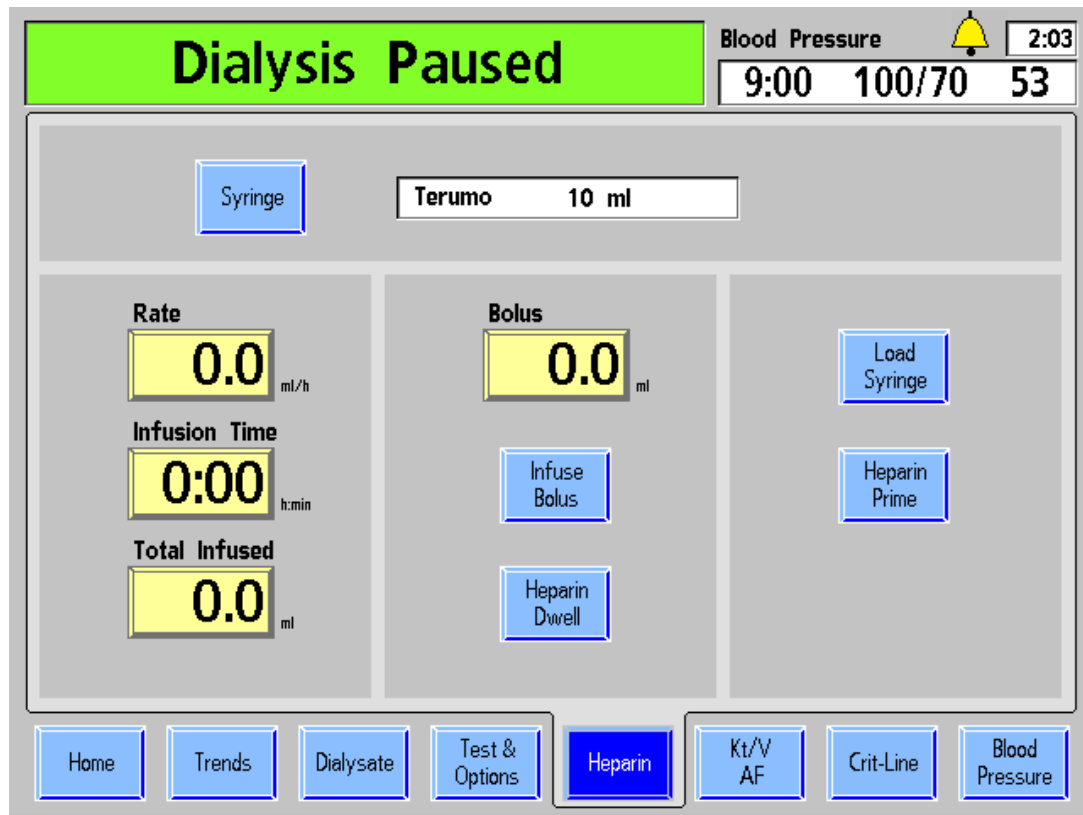 Dialysis Paused
Blood Pressure
2:03
9:00 100/70 53
Syringe
Terumo 10 ml
Rate
0.0 ml/h
Infusion Time
0:00 h:min
Total Infused
0.0 ml
Bolus
0.0 ml
Infuse
Bolus
Heparin
Dwell
Load
Syringe
Heparin
Prime
Home
Trends
Dialysate
Test &
Options
Heparin
Kt/V
AF
Crit-Line
Blood
Pressure